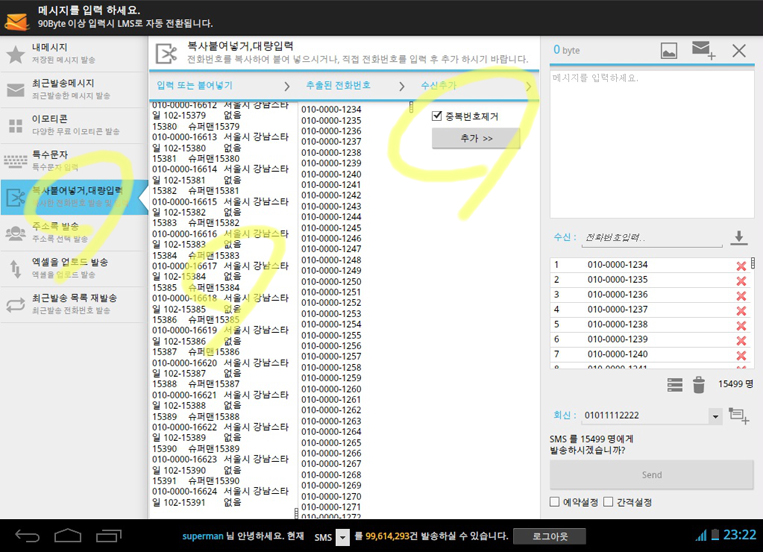 메시지를 입력 하세요.
90Byte 이상 입력시 LMS로 자동 전환됩니다.
내메시지
저장된 메시지 발송
최근발송메시지
최근발송한 메시지 발송
이모티콘
다양한 무료 이모티콘 발송
특수문자
특수문자 입력
복사붙여넣거,대량입력
주소록 발송
주소록 선택 발송
엑셀을 업로드 발송
엑셀을 업로드 발송
최근발송 목록 재발송
최근발송 전화번호 발송
복사붙여넣거,대량입력
전화번호를 복사하여 붙여 넣으시거나, 직접 전화번호를 입력 후 추가 하시기 바랍니다.
입력 또는 붙여넣기
010-0000-16612 서울시 강남스타
일 102-15379 없음
15380 슈퍼맨15379
010-0000-16613 서울시 강남스타
일 102-15380 없음
15381 슈퍼맨15380
010-0000-16614 서울시 강남스타
일 102-15381 없음
15382 슈퍼맨15381
010-0000-16615 서울시 강남스타
일 102-15382 없음
15383 슈퍼맨15382
010-0000-16616 서울시 강남스타
일 102-15383 없음
15384 슈퍼맨15383
010-0000-16617 서울시 강남스타
일 102-15384 없음
15385 슈퍼맨15384
010-0000-16618 서울시 강남스타
일 102-15385 없음
15386 슈퍼맨15385
010-0000-16619 서울시 강남스타
일 102-15386 없음
15387 슈퍼맨15386
010-0000-16620 서울시 강남스타
일 102-15387 없음
15388 슈퍼맨15387
010-0000-16621 서울시 강남스타
일 102-15388 없음
15389 슈퍼맨15388
010-0000-16622 서울시 강남스타
일 102-15389 없음
15390 슈퍼맨15389
010-0000-16623 서울시 강남스타
일 102-15390 없음
15391 슈퍼맨15390
010-0000-16624 서울시 강남스타
일 102-15391 없음
추출된 전화번호
010-0000-1234
010-0000-1235
010-0000-1236
010-0000-1237
010-0000-1238
010-0000-1239
010-0000-1240
010-0000-1241
010-0000-1242
010-0000-1243
010-0000-1244
010-0000-1245
010-0000-1246
010-0000-1247
010-0000-1248
010-0000-1249
010-0000-1250
010-0000-1251
010-0000-1252
010-0000-1253
010-0000-1254
010-0000-1255
010-0000-1256
010-0000-1257
010-0000-1258
010-0000-1259
010-0000-1260
010-0000-1261
010-0000-1262
010-0000-1263
010-0000-1264
010-0000-1265
010-0000-1266
010-0000-1267
010-0000-1268
010-0000-1269
010-0000-1270
010-0000-1271
010-0000-1272
수신추가
중복번호제거
추가 >>
0 byte
메시지를 입력하세요.
수신 : 전화번호입력..
1 010-0000-1234
2 010-0000-1235
3 010-0000-1236
4 010-0000-1237
5 010-0000-1238
6 010-0000-1239
7 010-0000-1240
8 010-0000-1241
15499 명
회신 : 01011112222
SMS 를 15499 명에게
발송하시겠습니까?
Send
예약설정 간격설정
superman 님 안녕하세요. 현재 SMS 를 99,614,293건 발송하실 수 있습니다. 로그아웃
23:22